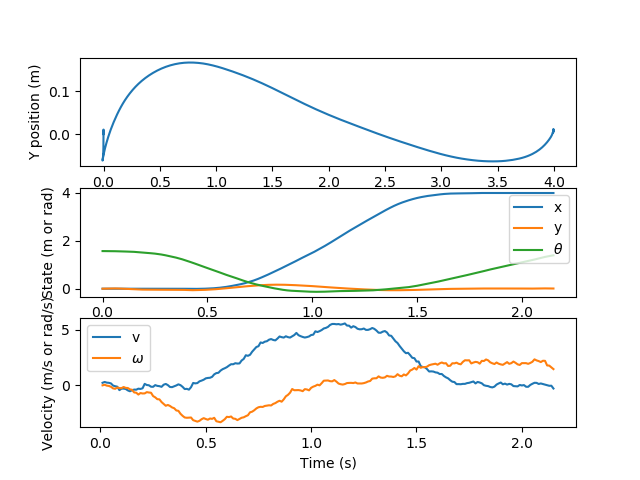 Y position (m)
0.1
0.0
0.0 0.5 1.0 1.5 2.0 2.5 3.0 3.5 4.0
State (m or rad)
4
2
0
x
y
θ
0.0 0.5 1.0 1.5 2.0
Velocity (m/s or rad/s)
5
0
v
ω
0.0 0.5 1.0 1.5 2.0
Time (s)